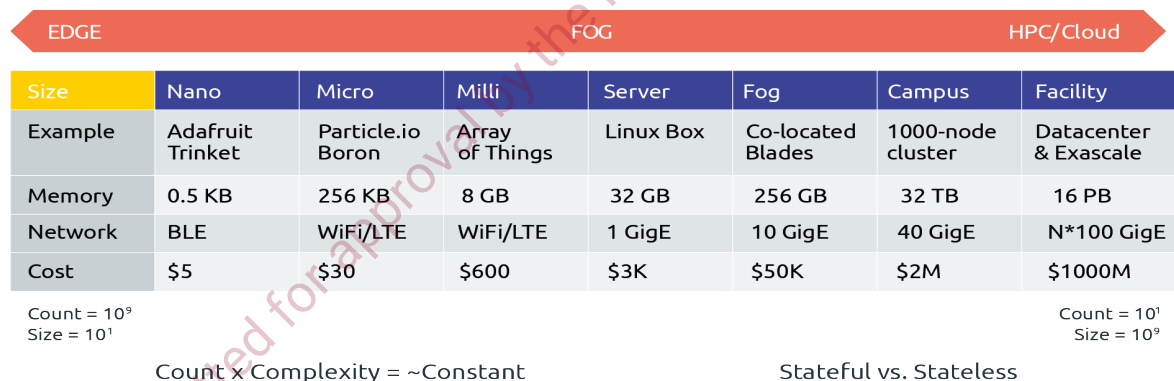 EDGE FOG HPC/Cloud
Size Nano Micro Milli Server Fog Campus Facility
Example Adafruit Particle.io Array Linux Box Co-located 1000-node Datacenter
Trinket Boron of Things Blades cluster & Exascale
Memory 0.5 KB 256 KB 8 GB 32 GB 256 GB 32 TB 16 PB
Network BLE WiFi/LTE WiFi/LTE 1 GigE 10 GigE 40 GigE N*100 GigE
Cost $5 $30 $600 $3K $50K $2M $1000M
Count = 10⁹ Count = 10¹
Size = 10¹ Size = 10⁹
Count x Complexity = ~Constant Stateful vs. Stateless
for approval by the